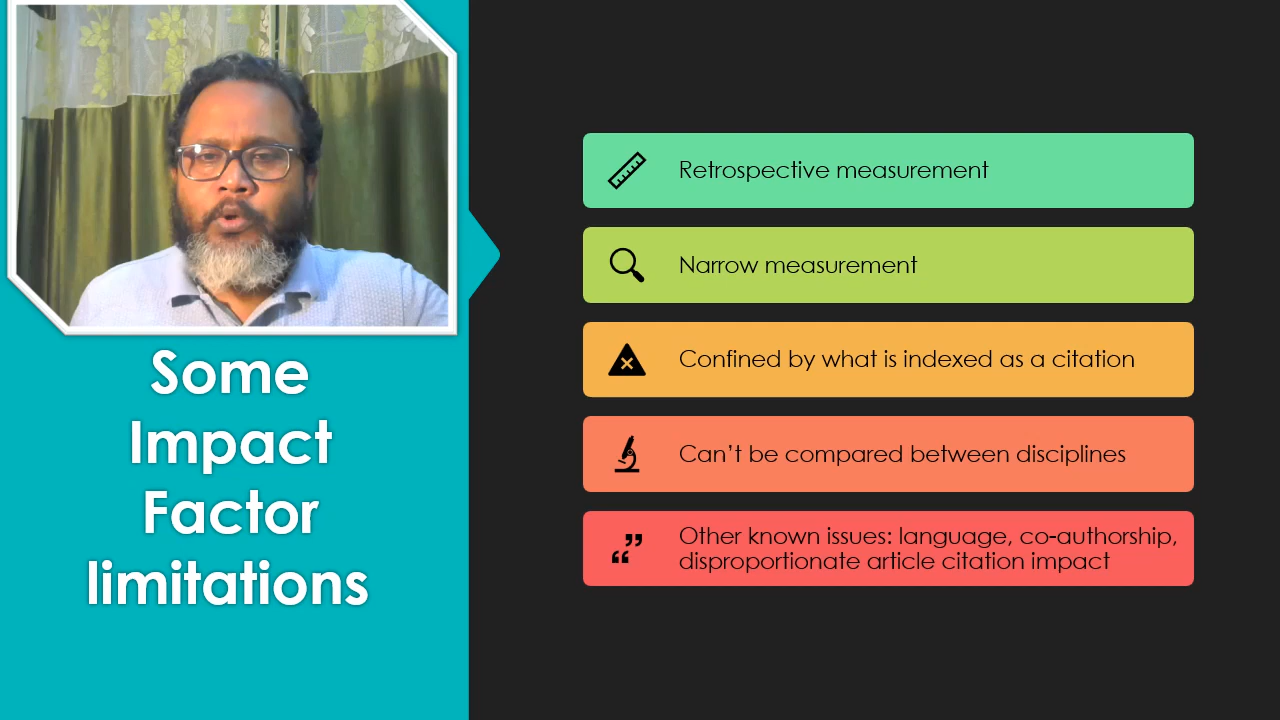 Some
Impact
Factor
limitations
Retrospective measurement
Narrow measurement
Confined by what is indexed as a citation
Can’t be compared between disciplines
Other known issues: language, co-authorship,
disproportionate article citation impact